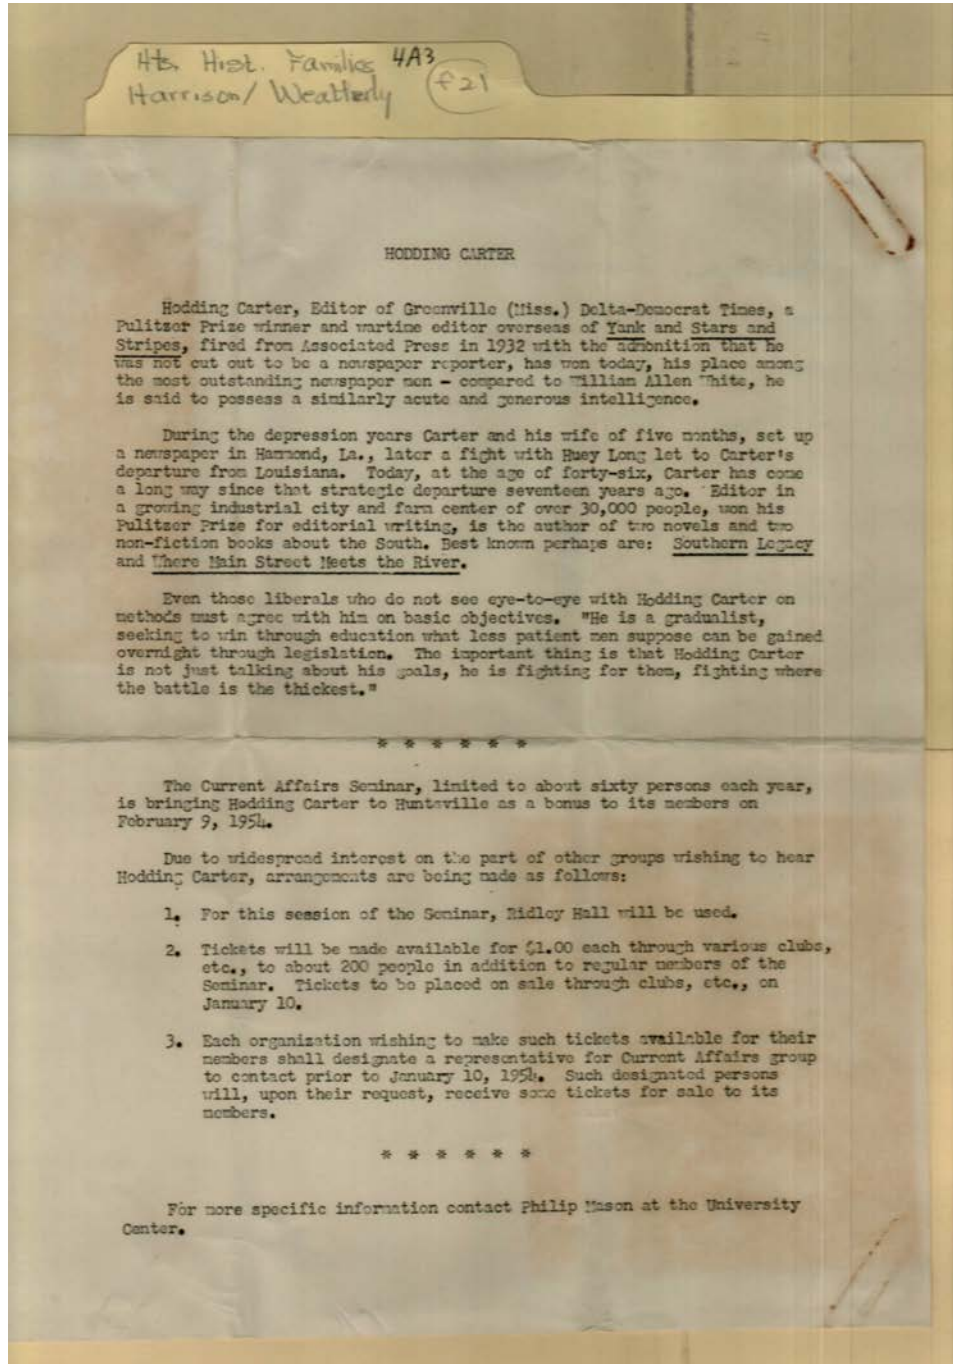 Hts. Hist. Families 4A3
Harrison/ Weatherly f21
HODDING CARTER
Hodding Carter, Editor of Greenville (Miss.) Delta-Democrat Times, a
Pulitzer Prize winner and wartime editor overseas of Yank and Stars and
Stripes, fired from Associated Press in 1932 with the admonition that he
was not cut out to be a newspaper reporter, has won today, his place among
the most outstanding newspaper men - compared to William Allen White, he
is said to possess a similarly acute and generous intelligence.
During the depression years Carter and his wife of five months, set up
a newspaper in Hammond, La., later a fight with Huey Long let to Carter's
departure from Louisiana. Today, at the age of forty-six, Carter has come
a long way since that strategic departure seventeen years ago. Editor in
a growing industrial city and farm center of over 30,000 people, won his
Pulitzer Prize for editorial writing, is the author of two novels and two
non-fiction books about the South. Best known perhaps are: Southern Legacy
and Where Main Street Meets the River.
Even those liberals who do not see eye-to-eye with Hodding Carter on
methods must agree with him on basic objectives. "He is a gradualist,
seeking to win through education what less patient men suppose can be gained
overnight through legislation. The important thing is that Hodding Carter
is not just talking about his goals, he is fighting for them, fighting where
the battle is the thickest."
* * * * * *
The Current Affairs Seminar, limited to about sixty persons each year,
is bringing Hodding Carter to Huntsville as a bonus to its members on
February 9, 1954.
Due to widespread interest on the part of other groups wishing to hear
Hodding Carter, arrangements are being made as follows:
1. For this session of the Seminar, Ridley Hall will be used.
2. Tickets will be made available for $1.00 each through various clubs,
etc., to about 200 people in addition to regular members of the
Seminar. Tickets to be placed on sale through clubs, etc., on
January 10.
3. Each organization wishing to make such tickets available for their
members shall designate a representative for Current Affairs group
to contact prior to January 10, 1954. Such designated persons
will, upon their request, receive some tickets for sale to its
members.
* * * * * *
For more specific information contact Philip Mason at the University
Center.